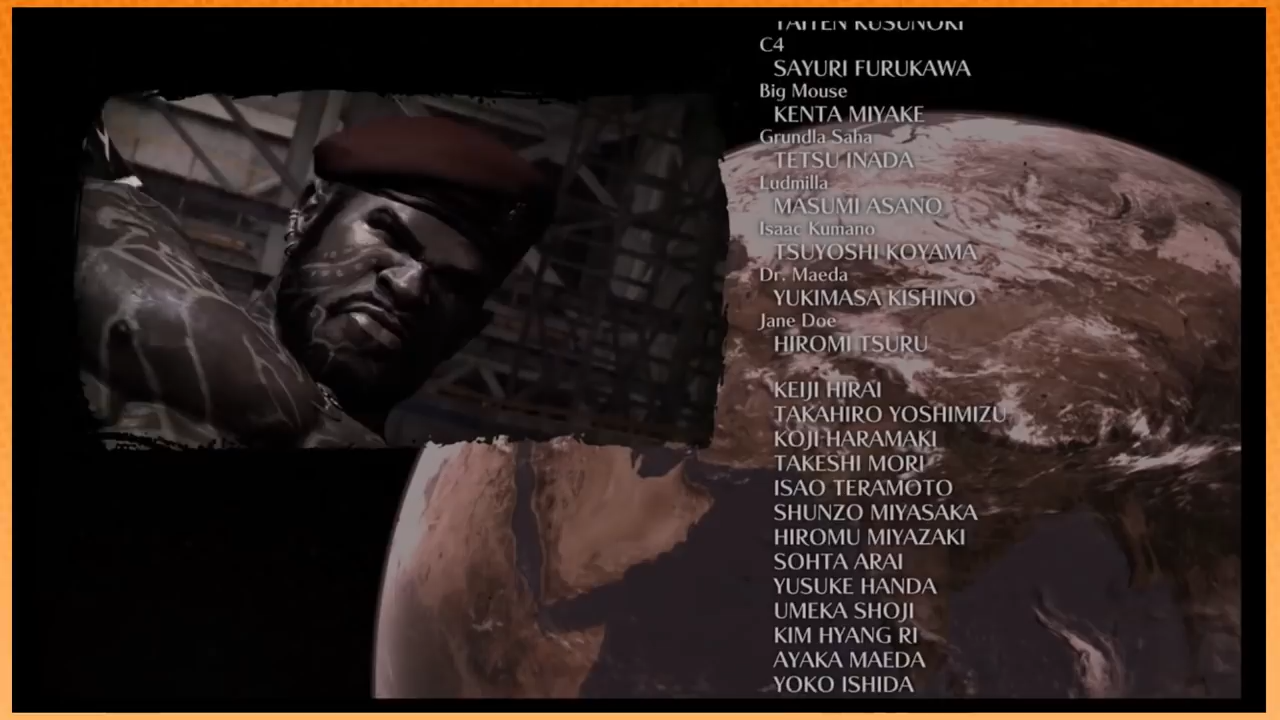 TAITEN KUSUNOKI
C4
SAYURI FURUKAWA
Big Mouse
KENTA MIYAKE
Grundla Saha
TETSU INADA
Ludmilla
MASUMI ASANO
Isaac Kumano
TSUYOSHI KOYAMA
Dr. Maeda
YUKIMASA KISHINO
Jane Doe
HIROMI TSURU
KEIJI HIRAI
TAKAHIRO YOSHIMIZU
KOJI HARAMAKI
TAKESHI MORI
ISAO TERAMOTO
SHUNZO MIYASAKA
HIROMU MIYAZAKI
SOHTA ARAI
YUSUKE HANDA
UMEKA SHOJI
KIM HYANG RI
AYAKA MAEDA
YOKO ISHIDA